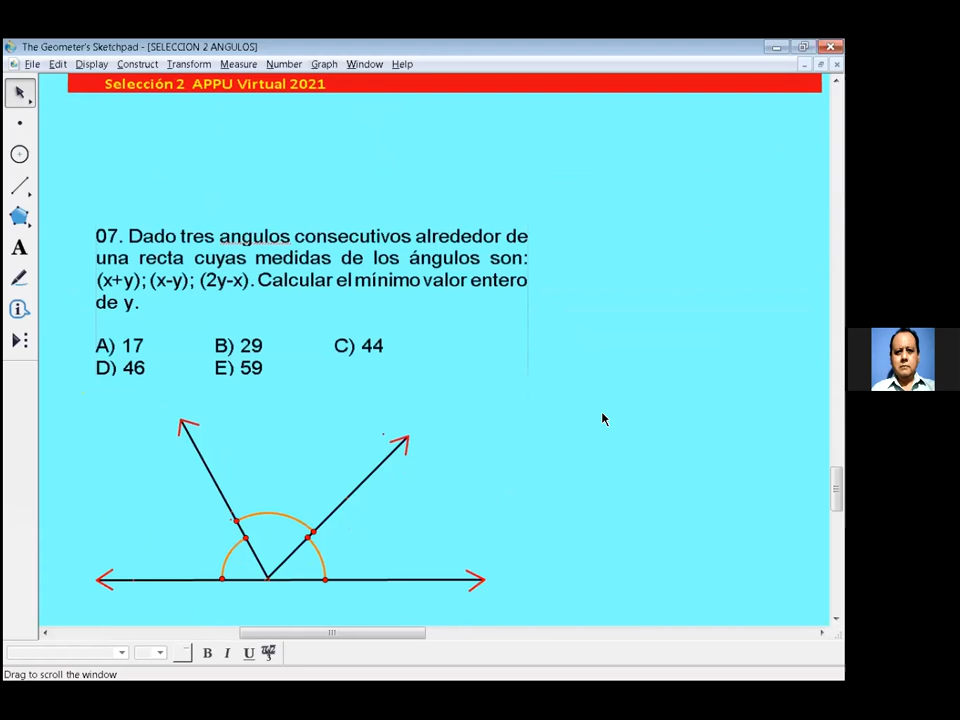 The Geometer's Sketchpad - [SELECCION 2 ANGULOS]
File Edit Display Construct Transform Measure Number Graph Window Help
Selección 2 APPU Virtual 2021
07. Dado tres angulos consecutivos alrededor de
una recta cuyas medidas de los ángulos son:
(x+y); (x-y); (2y-x). Calcular el mínimo valor entero
de y.
A) 17 B) 29 C) 44
D) 46 E) 59
A
B I U
Drag to scroll the window